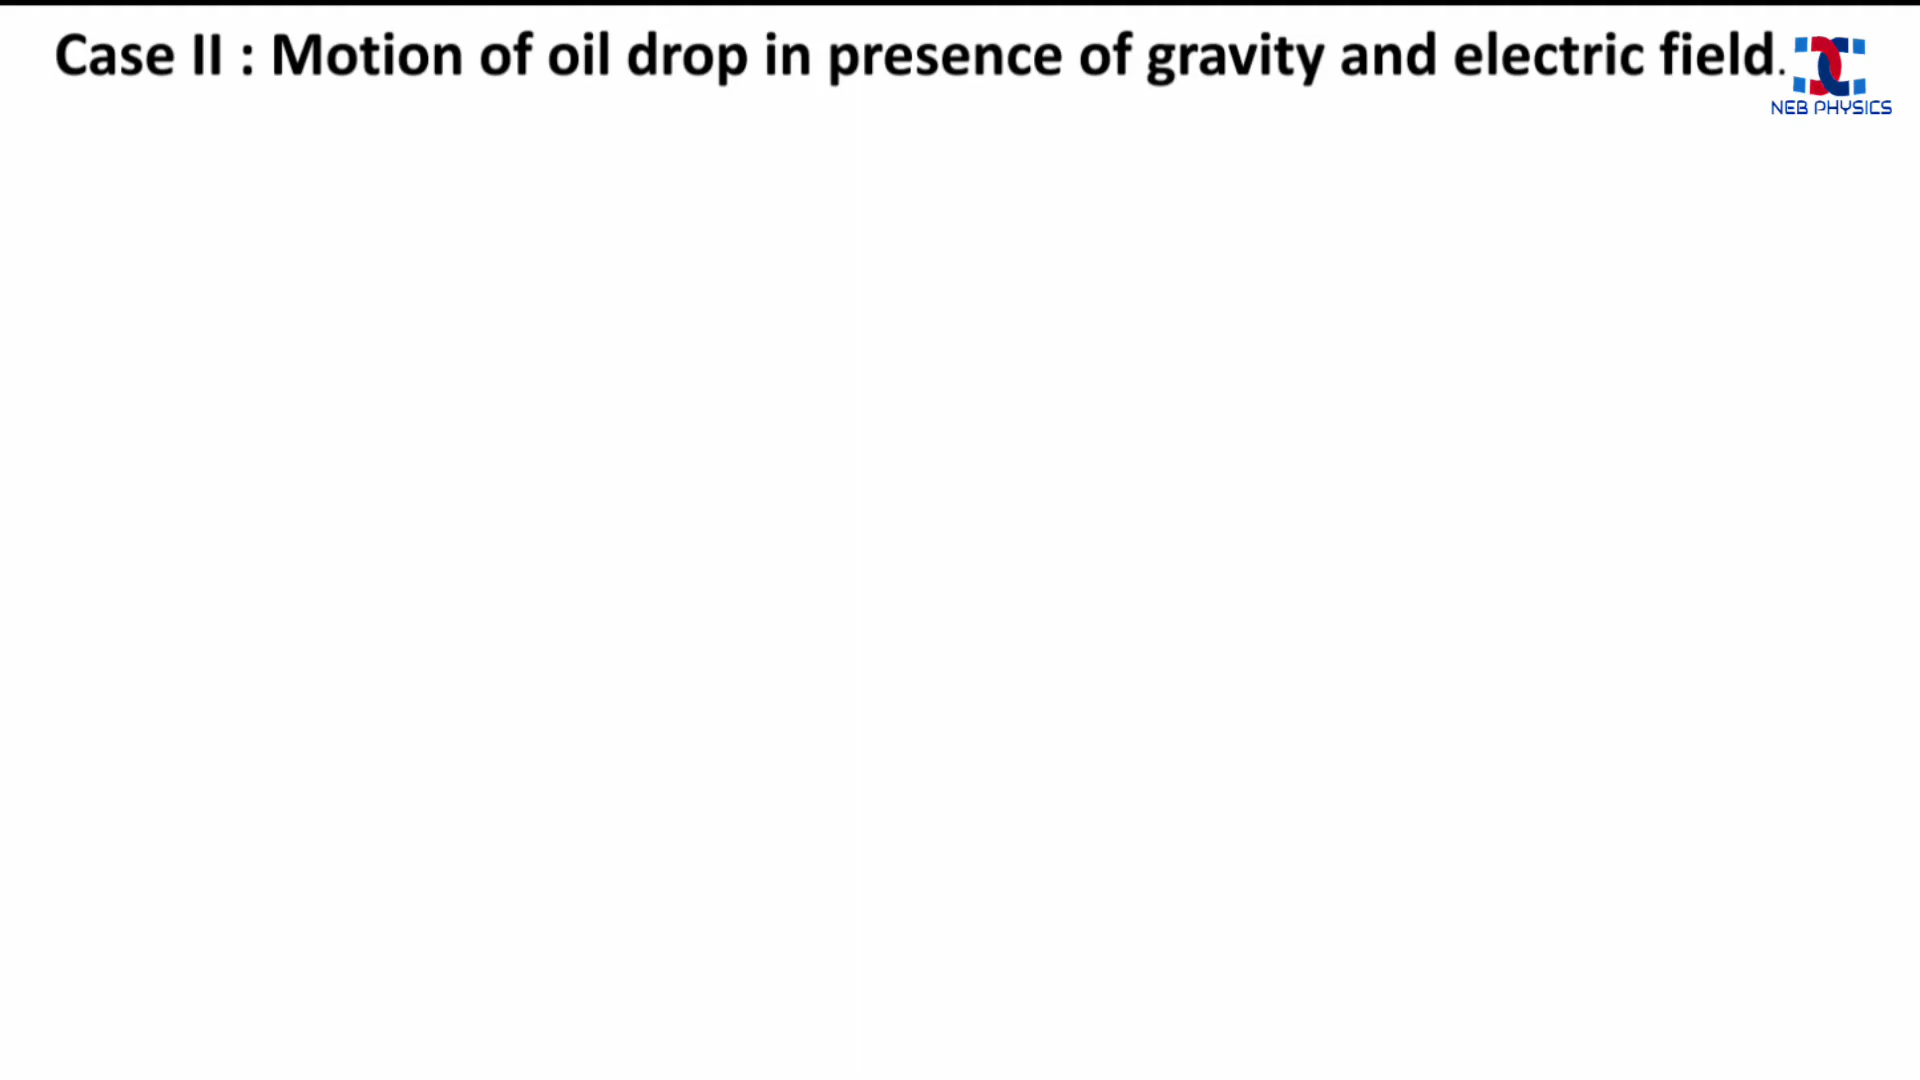 Case II : Motion of oil drop in presence of gravity and electric field.
NEB PHYSICS